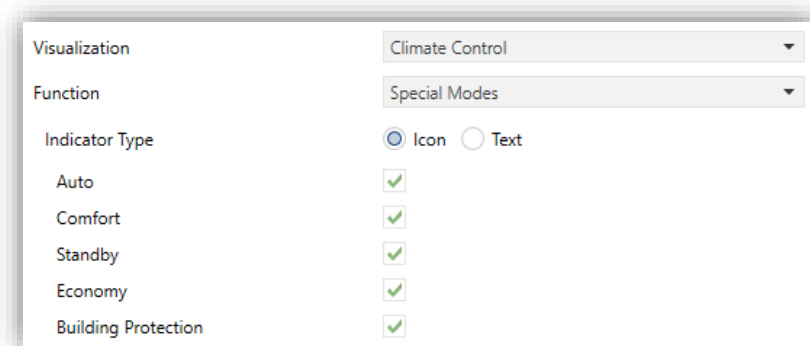 Visualization Climate Control
Function Special Modes
Indicator Type Icon Text
Auto
Comfort
Standby
Economy
Building Protection